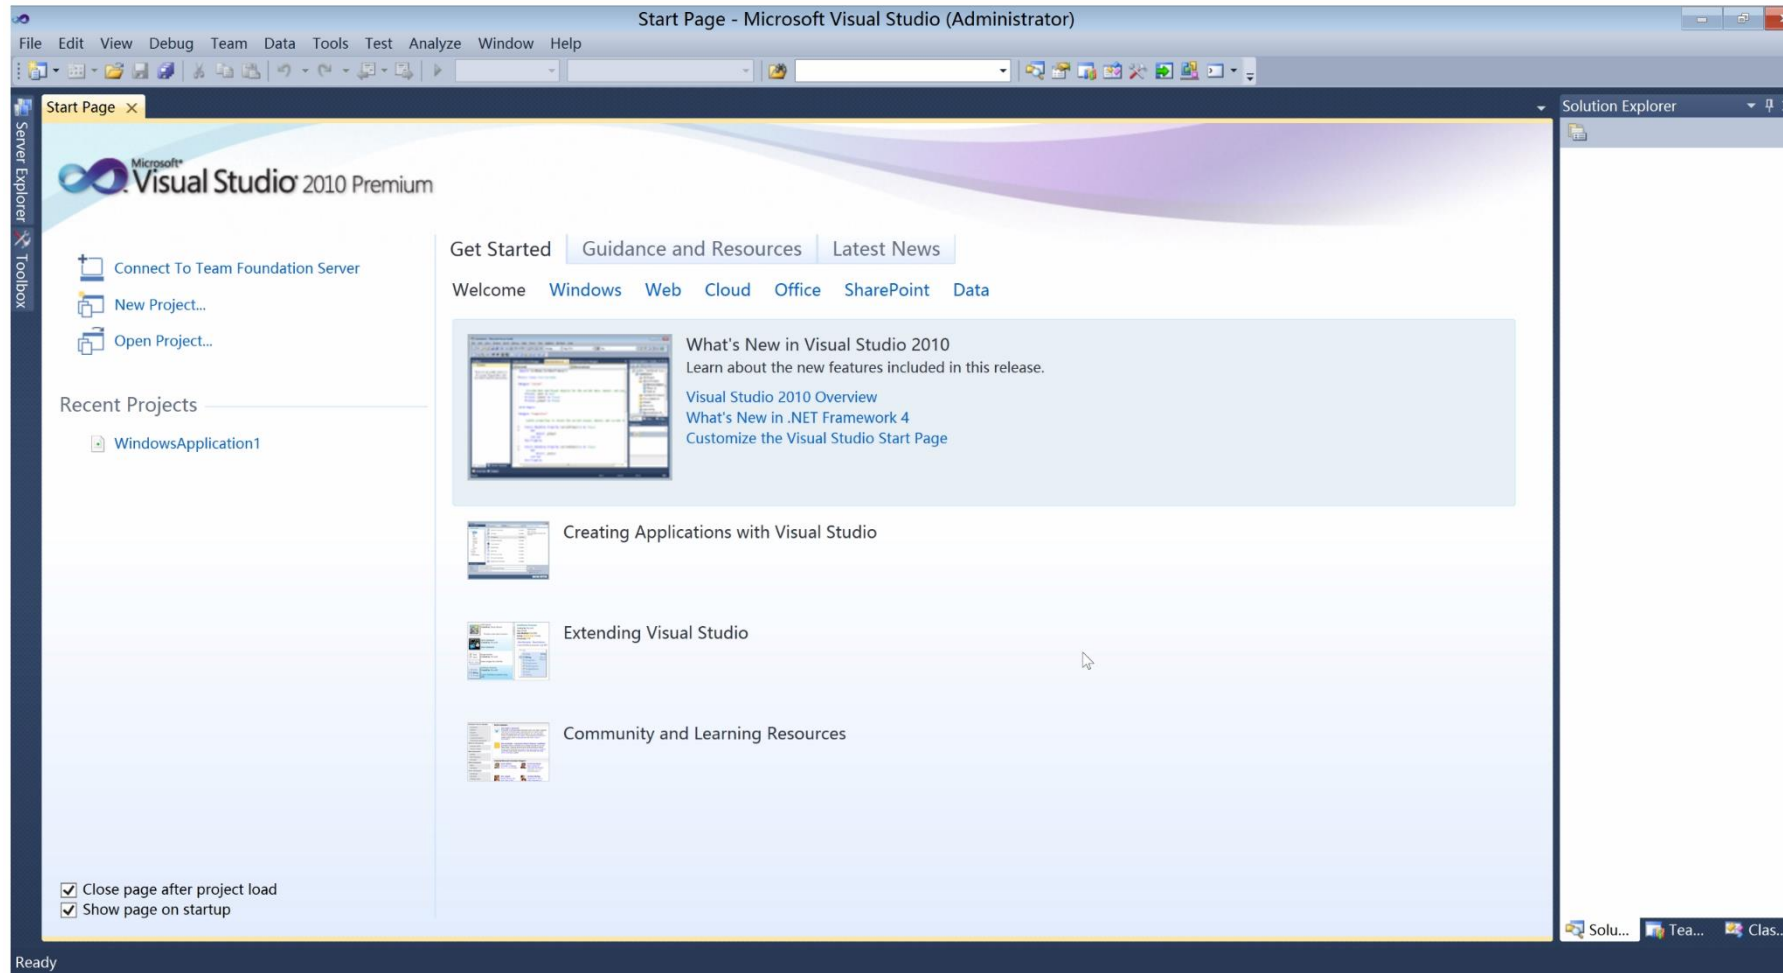 Start Page - Microsoft Visual Studio (Administrator)
File Edit View Debug Team Data Tools Test Analyze Window Help
Server Explorer
Toolbox
Start Page
Microsoft®
Visual Studio® 2010 Premium
Connect To Team Foundation Server
New Project...
Open Project...
Recent Projects
WindowsApplication1
Close page after project load
Show page on startup
Get Started Guidance and Resources Latest News
Welcome Windows Web Cloud Office SharePoint Data
What's New in Visual Studio 2010
Learn about the new features included in this release.
Visual Studio 2010 Overview
What's New in .NET Framework 4
Customize the Visual Studio Start Page
Creating Applications with Visual Studio
Extending Visual Studio
Community and Learning Resources
Solution Explorer
Solu... Tea... Clas...
Ready